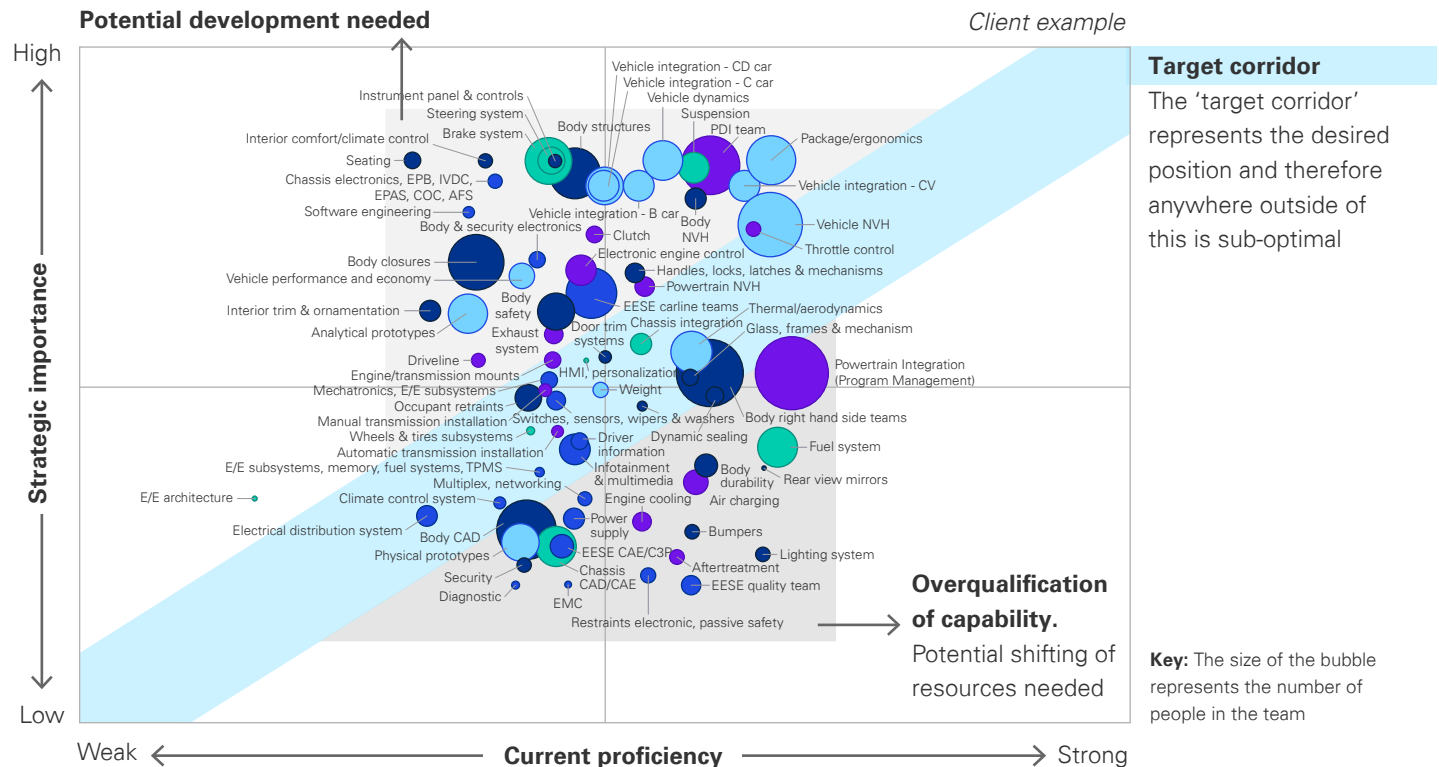 Potential development needed
Client example
High
Target corridor
The ‘target corridor’
represents the desired
position and therefore
anywhere outside of
this is sub-optimal
Vehicle integration - CD car
Vehicle integration - C car
Vehicle dynamics
Instrument panel & controls
Steering system
Suspension
Brake system
Body structures
PDI team
Interior comfort/climate control
Package/ergonomics
Seating
Chassis electronics, EPB, IVDC,
EPAS, COC, AFS
Vehicle integration - CV
Software engineering
Vehicle integration - B car
Body
NVH
Body & security electronics
Vehicle NVH
Clutch
Throttle control
Electronic engine control
Body closures
Handles, locks, latches & mechanisms
Vehicle performance and economy
Powertrain NVH
Body
safety
Interior trim & ornamentation
EESE carline teams
Thermal/aerodynamics
Analytical prototypes
Exhaust
system
Door trim
systems
Chassis integration
Glass, frames & mechanism
Driveline
Powertrain Integration
(Program Management)
Engine/transmission mounts
HMI, personalization
Mechatronics, E/E subsystems
Weight
Occupant retraints
Manual transmission installation
Switches, sensors, wipers & washers
Body right hand side teams
Wheels & tires subsystems
Dynamic sealing
Automatic transmission installation
Driver
information
Fuel system
E/E subsystems, memory, fuel systems, TPMS
Infotainment
& multimedia
Body
durability
Rear view mirrors
Multiplex, networking
E/E architecture
Climate control system
Engine cooling
Air charging
Electrical distribution system
Body CAD
Power
supply
Bumpers
Physical prototypes
EESE CAE/C3P
Lighting system
Security
Chassis
CAD/CAE
Aftertreatment
Diagnostic
EMC
EESE quality team
Restraints electronic, passive safety
Overqualification
of capability.
Potential shifting of
resources needed
Key: The size of the bubble
represents the number of
people in the team
Strategic importance
Low
Weak
Current proficiency
Strong